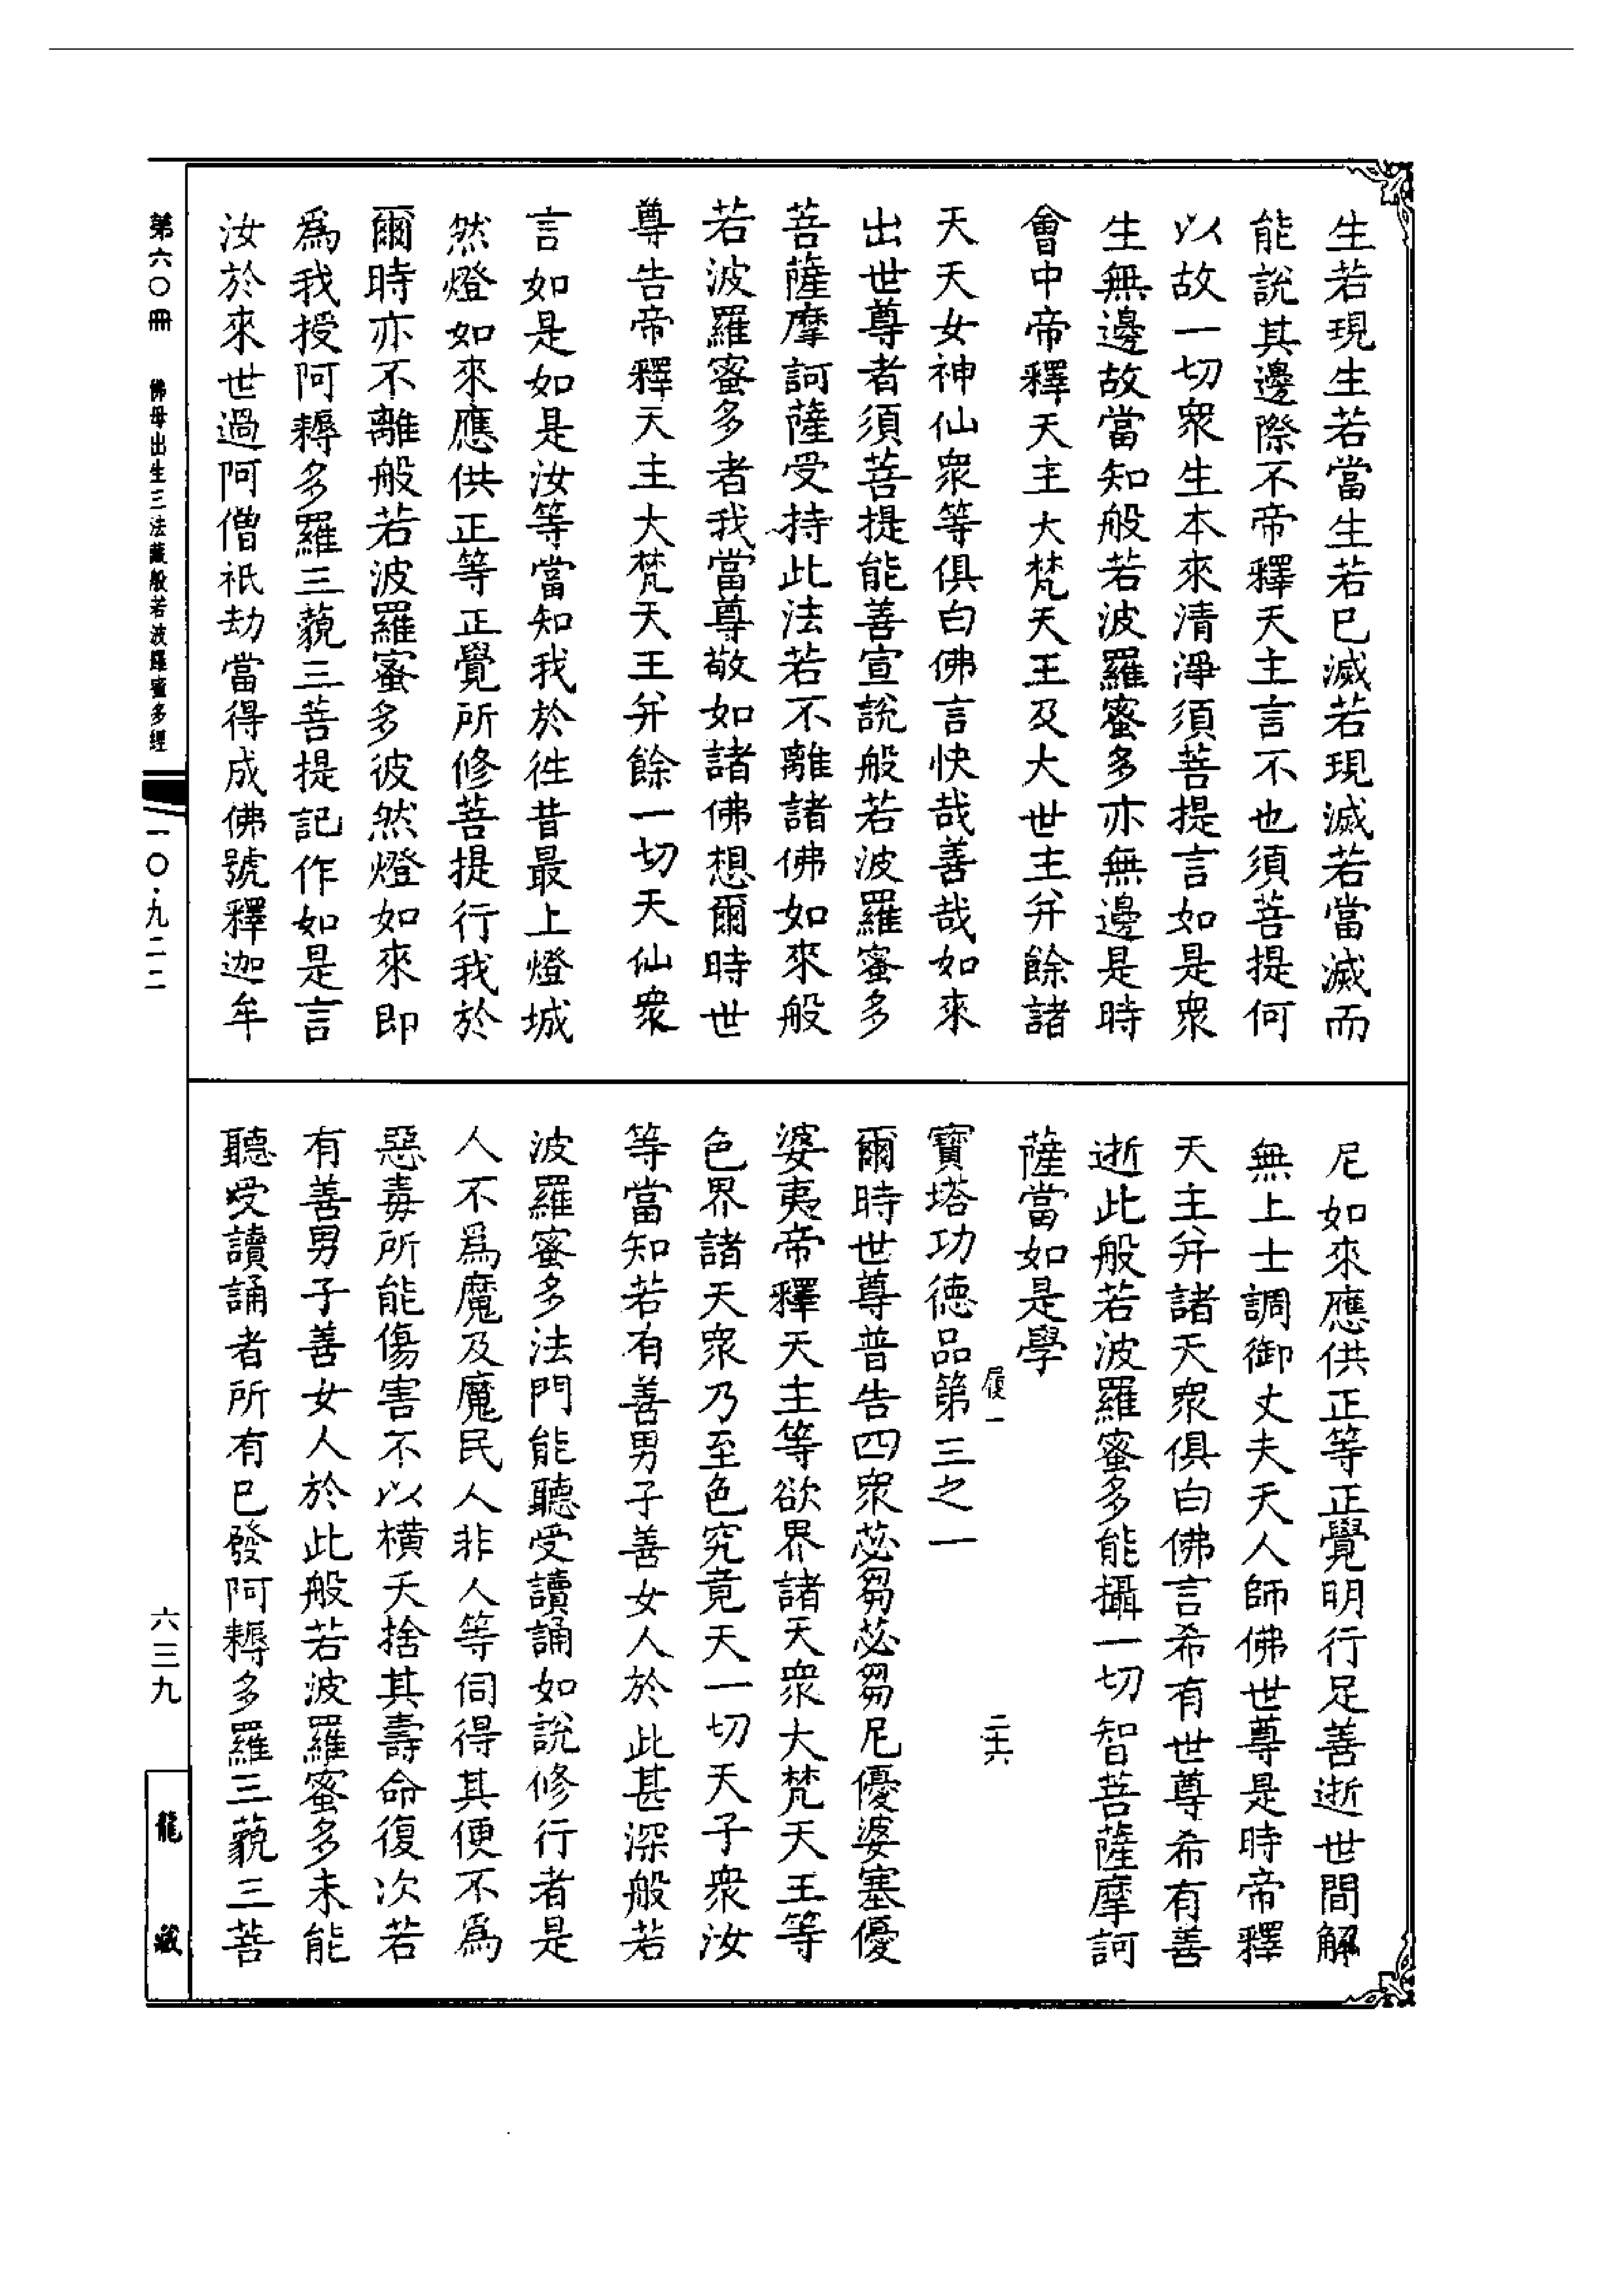 生若現生若當生若已滅若現滅若當滅而
能說其邊際不帝釋天主言不也須菩提何
以故一切衆生本來清淨須菩提言如是衆
生無邊故當知般若波羅蜜多亦無邊是時
會中帝釋天主大梵天王及大世主并餘諸
天天女神仙衆等俱白佛言快哉善哉如來
出世尊者須菩提能善宣說般若波羅蜜多
菩薩摩訶薩受持此法若不離諸佛如來般
若波羅蜜多者我當尊敬如諸佛想爾時世
尊告帝釋天主大梵天王并餘一切天仙衆
言如是如是汝等當知我於徃昔最上燈城
然燈如來應供正等正覺所修菩提行我於
爾時亦不離般若波羅蜜多彼然燈如來即
爲我授阿耨多羅三藐三菩提記作如是言
汝於來世過阿僧祇劫當得成佛號釋迦牟
尼如來應供正等正覺明行足善逝世間解
無上士調御丈夫天人師佛世尊是時帝釋
天主并諸天衆俱白佛言希有世尊希有善
逝此般若波羅蜜多能攝一切智菩薩摩訶
薩當如是學
履一 二六
寶塔功德品第三之一
爾時世尊普告四衆苾芻苾芻尼優婆塞優
婆夷帝釋天主等欲界諸天衆大梵天王等
色界諸天衆乃至色究竟天一切天子衆汝
等當知若有善男子善女人於此甚深般若
波羅蜜多法門能聽受讀誦如說修行者是
人不爲魔及魔民人非人等伺得其便不爲
惡毒所能傷害不以橫夭捨其壽命復次若
有善男子善女人於此般若波羅蜜多未能
聽受讀誦者所有已發阿耨多羅三藐三菩
第六〇冊 佛母出生三法藏般若波羅蜜多經 一〇·九二二
六三九
龍藏